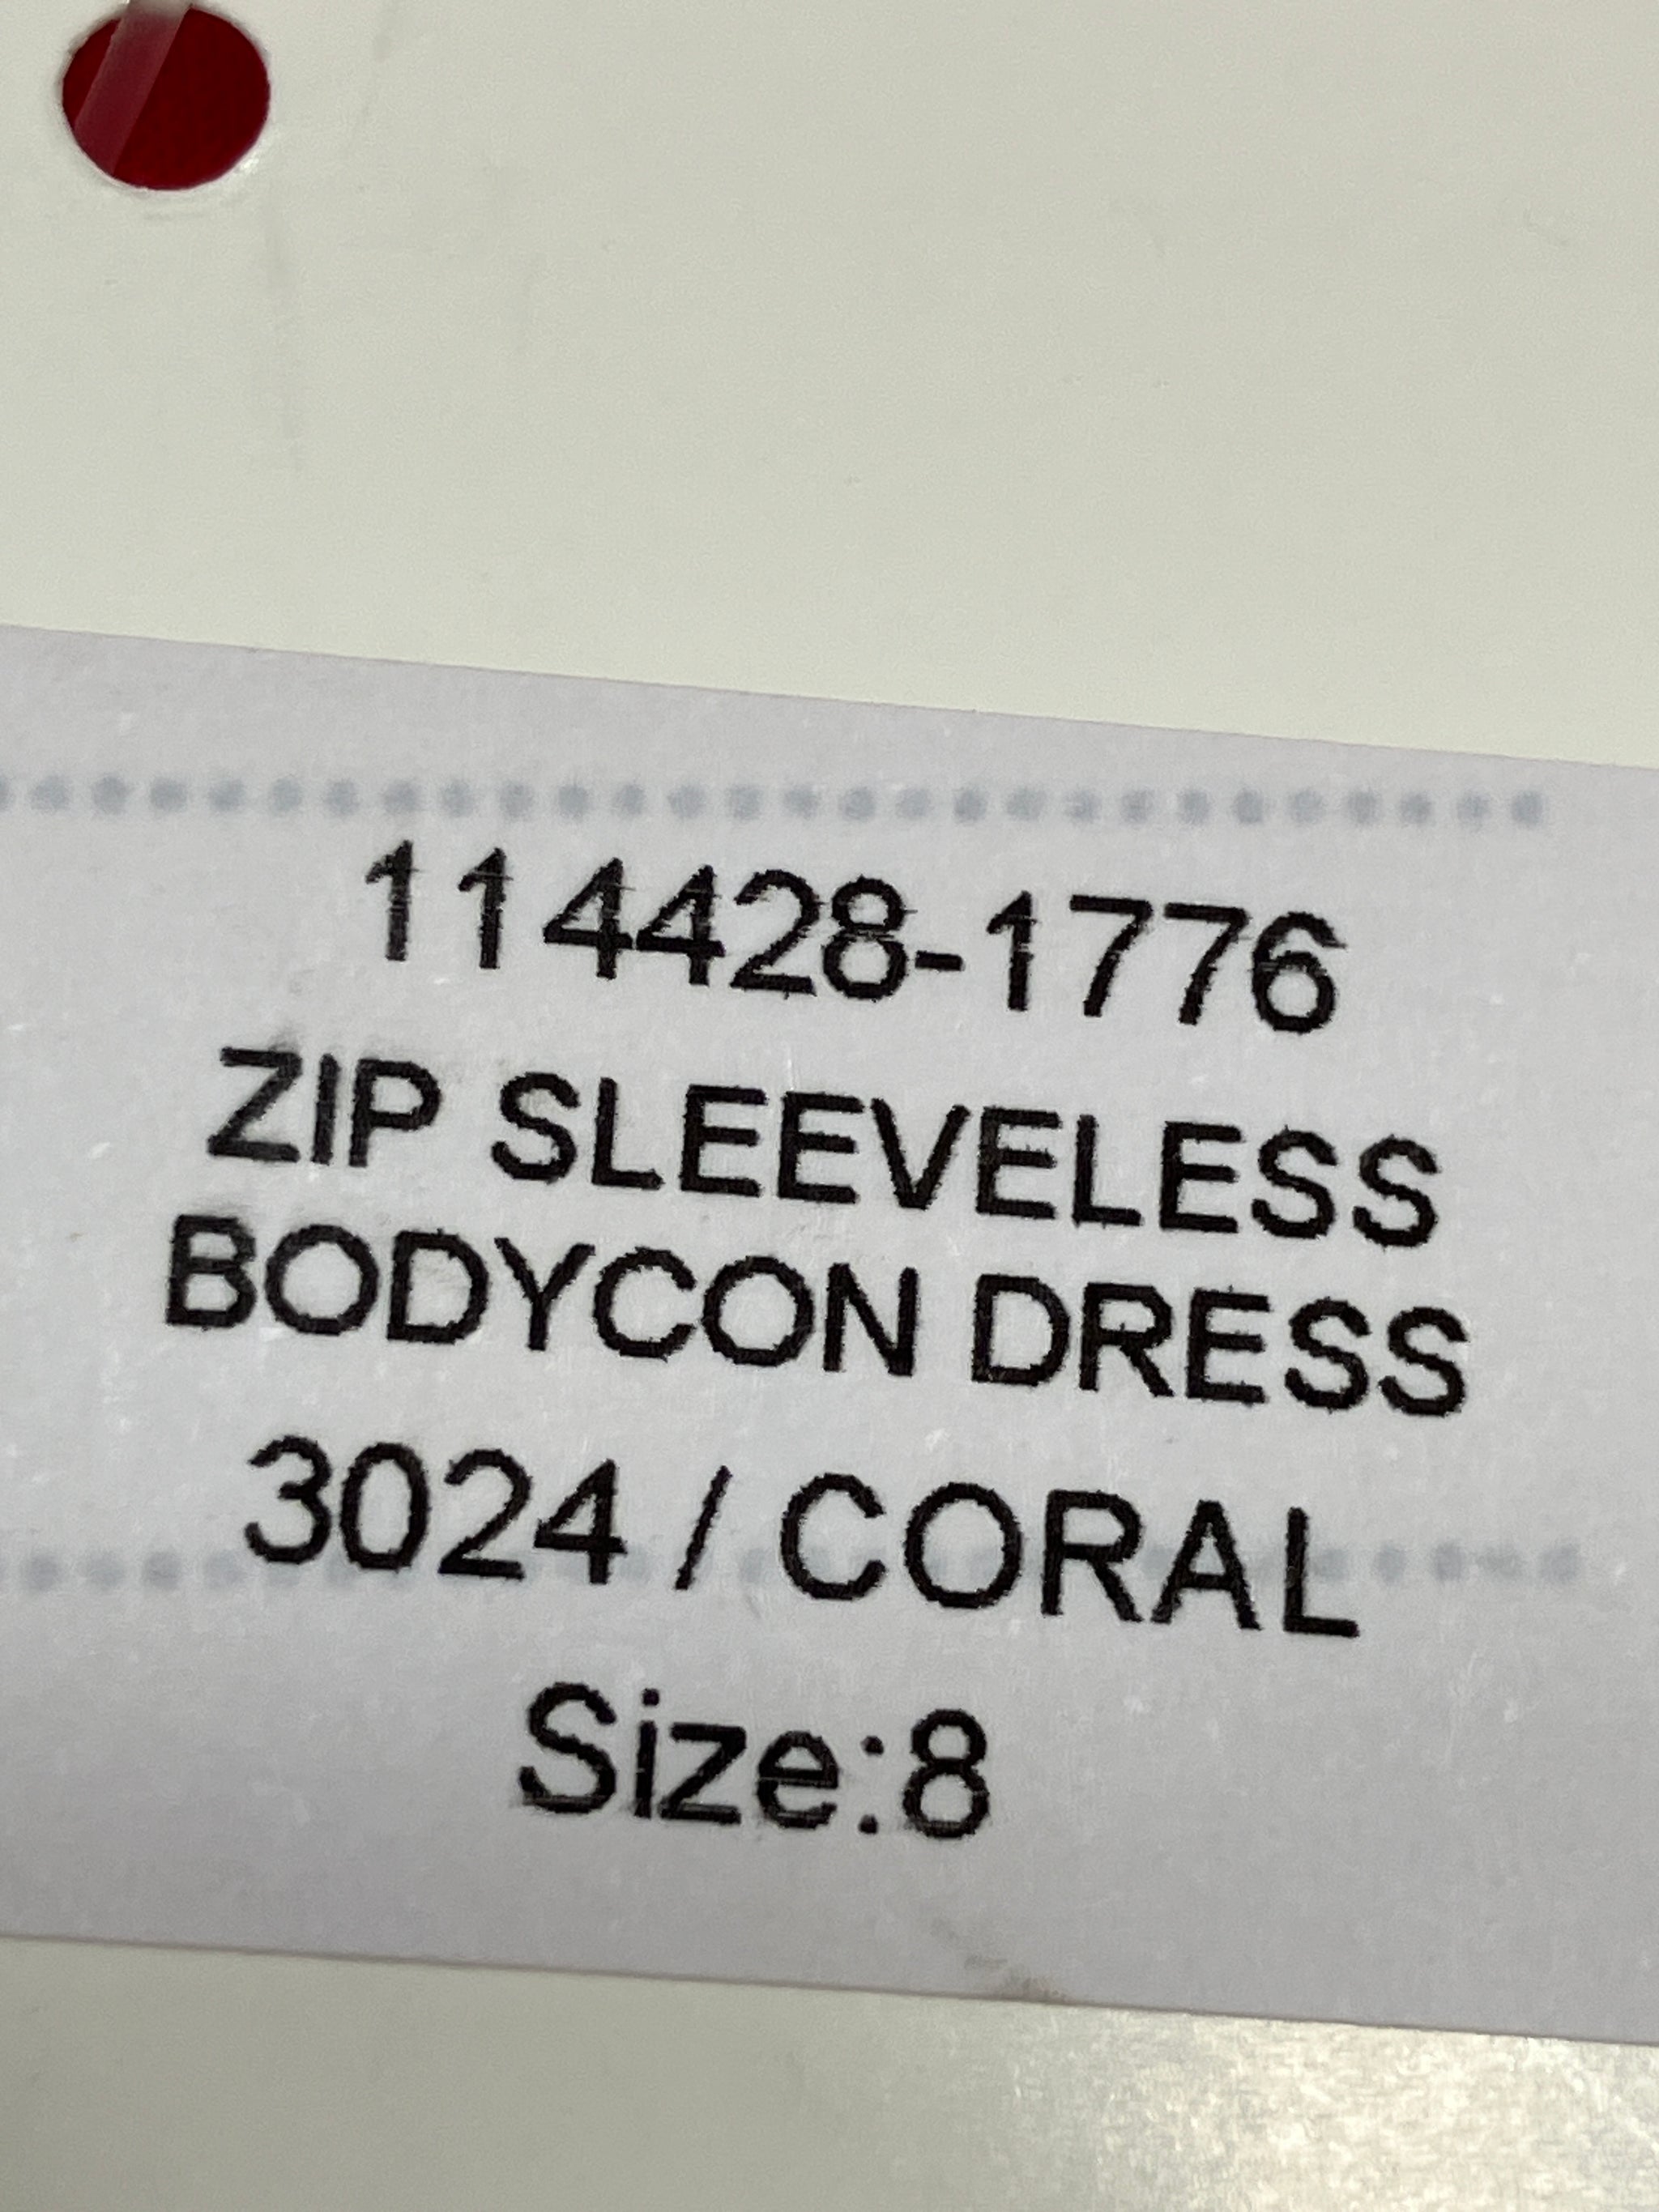 114428-1776
ZIP SLEEVELESS
BODYCON DRESS
3024 / CORAL
Size:8